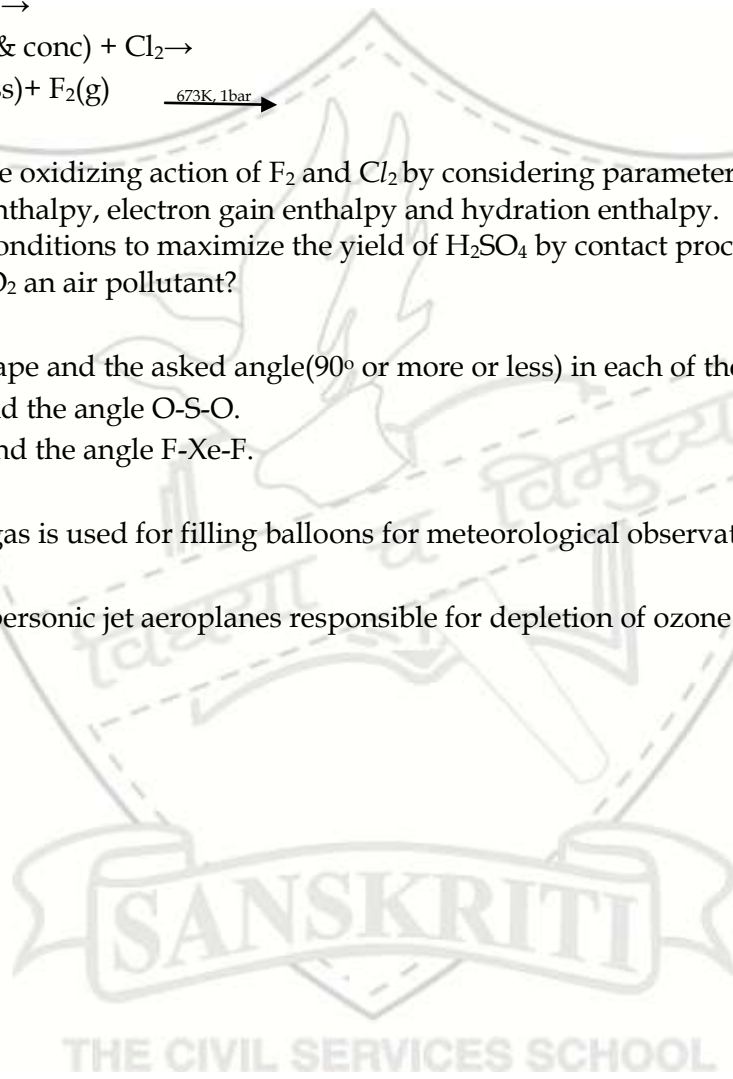 →
& conc) + Cl₂→
ss)+ F₂(g) 673K, 1bar
e oxidizing action of F₂ and Cl₂ by considering parameter
nthalpy, electron gain enthalpy and hydration enthalpy.
onditions to maximize the yield of H₂SO₄ by contact proc
O₂ an air pollutant?
ape and the asked angle(90º or more or less) in each of the
d the angle O-S-O.
nd the angle F-Xe-F.
gas is used for filling balloons for meteorological observat
personic jet aeroplanes responsible for depletion of ozone
विद्यया च विमुच्य
SANSKRITI
THE CIVIL SERVICES SCHOOL